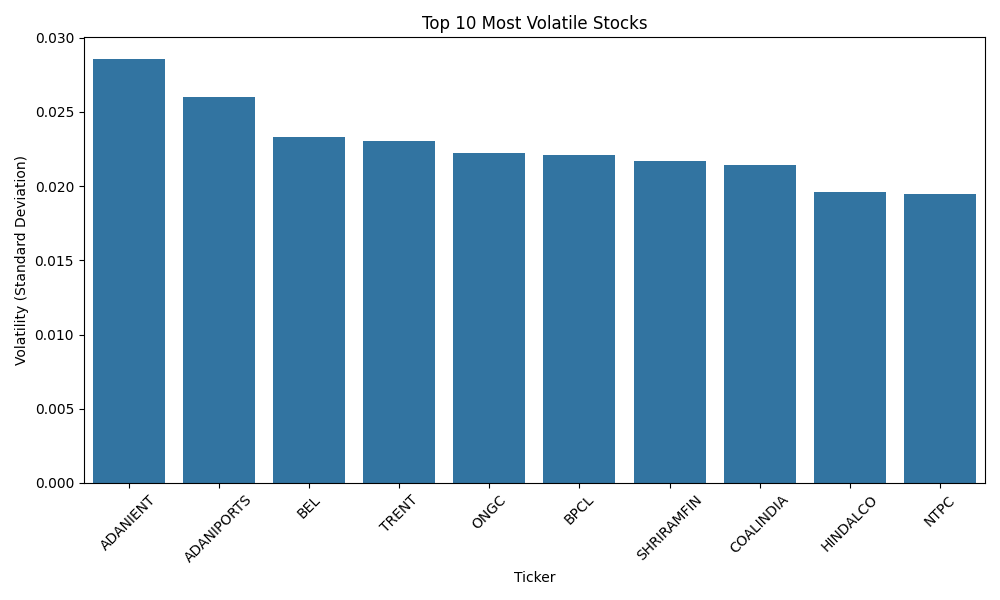 Top 10 Most Volatile Stocks
Volatility (Standard Deviation)
0.030
0.025
0.020
0.015
0.010
0.005
0.000
ADANIENT
ADANIPORTS
BEL
TRENT
ONGC
BPCL
SHRIRAMFIN
COALINDIA
HINDALCO
NTPC
Ticker